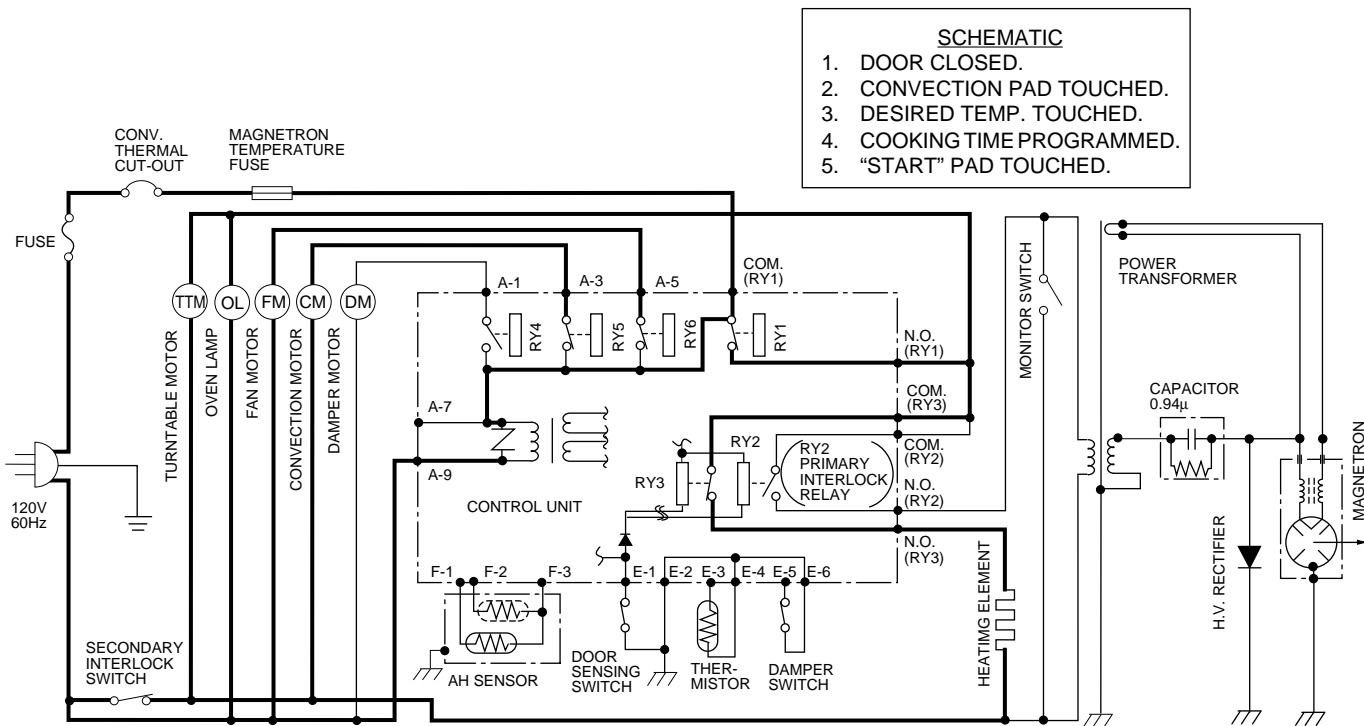 SCHEMATIC
1. DOOR CLOSED.
2. CONVECTION PAD TOUCHED.
3. DESIRED TEMP. TOUCHED.
4. COOKING TIME PROGRAMMED.
5. “START” PAD TOUCHED.
CONV.
THERMAL
CUT-OUT
MAGNETRON
TEMPERATURE
FUSE
FUSE
TTM
OL
FM
CM
DM
TURNTABLE MOTOR
OVEN LAMP
FAN MOTOR
CONVECTION MOTOR
DAMPER MOTOR
A-1
A-3
A-5
COM.
(RY1)
RY4
RY5
RY6
RY1
N.O.
(RY1)
COM.
(RY3)
COM.
(RY2)
N.O.
(RY2)
N.O.
(RY3)
A-7
A-9
CONTROL UNIT
RY3
RY2
RY2
PRIMARY
INTERLOCK
RELAY
120V
60Hz
F-1
F-2
F-3
E-1
E-2
E-3
E-4
E-5
E-6
AH SENSOR
DOOR
SENSING
SWITCH
THER-
MISTOR
DAMPER
SWITCH
SECONDARY
INTERLOCK
SWITCH
HEATIMG ELEMENT
MONITOR SWITCH
POWER
TRANSFORMER
CAPACITOR
0.94µ
H.V. RECTIFIER
MAGNETRON